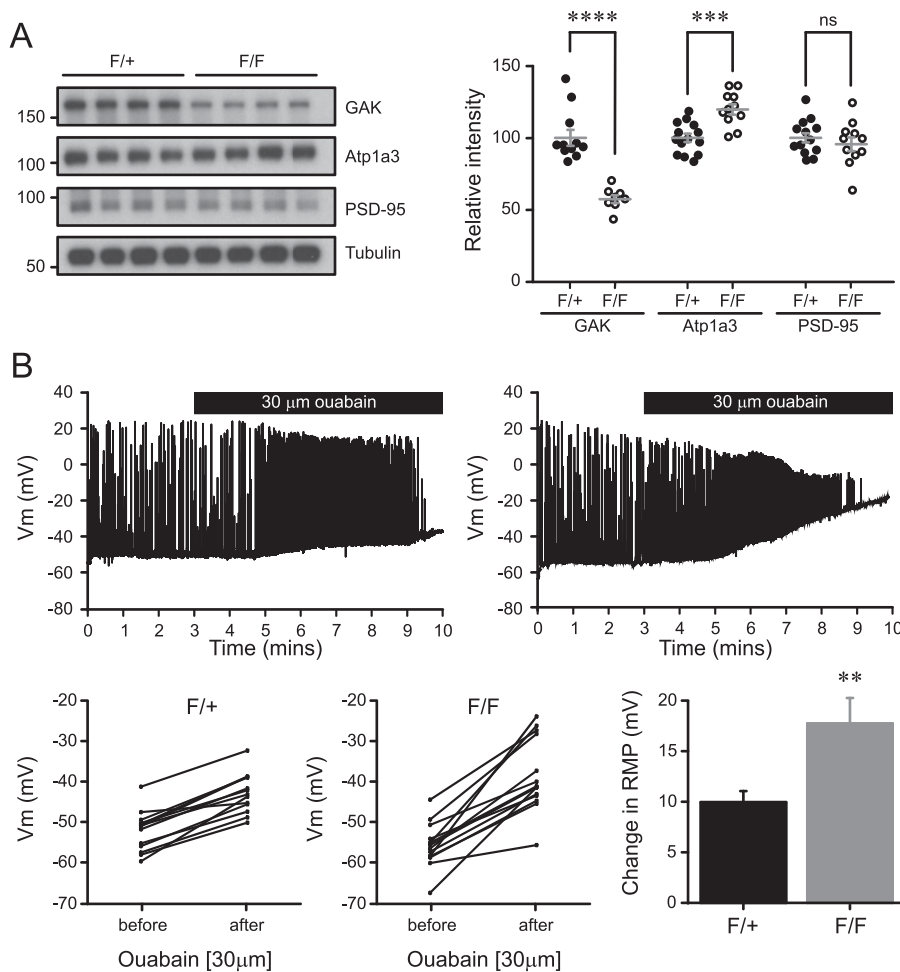 A
F/+ F/F
150
GAK
100
Atp1a3
100
PSD-95
50
Tubulin
**** *** ns
150
100
50
0
Relative intensity
F/+ F/F F/+ F/F F/+ F/F
GAK Atp1a3 PSD-95
B
40
20
0
-20
-40
-60
-80
Vm (mV)
30 μm ouabain
0 1 2 3 4 5 6 7 8 9 10
Time (mins)
40
20
0
-20
-40
-60
-80
Vm (mV)
30 μm ouabain
0 1 2 3 4 5 6 7 8 9 10
Time (mins)
F/+
-20
-30
-40
-50
-60
-70
Vm (mV)
before after
Ouabain [30μm]
F/F
-20
-30
-40
-50
-60
-70
Vm (mV)
before after
Ouabain [30μm]
**
20
15
10
5
0
Change in RMP (mV)
F/+ F/F